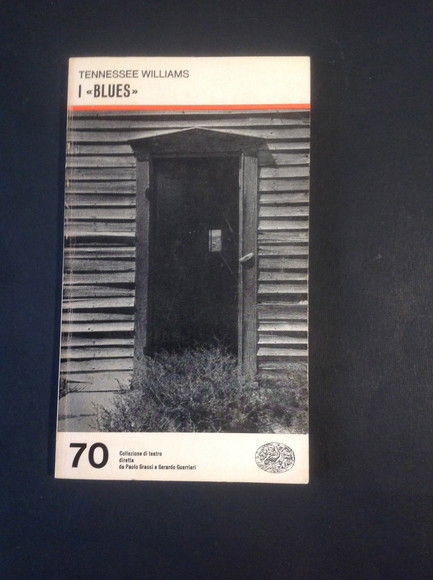 TENNESSEE WILLIAMS
I «BLUES»
70
Collezione di teatro
diretta
da Paolo Grassi e Gerardo Guerrieri